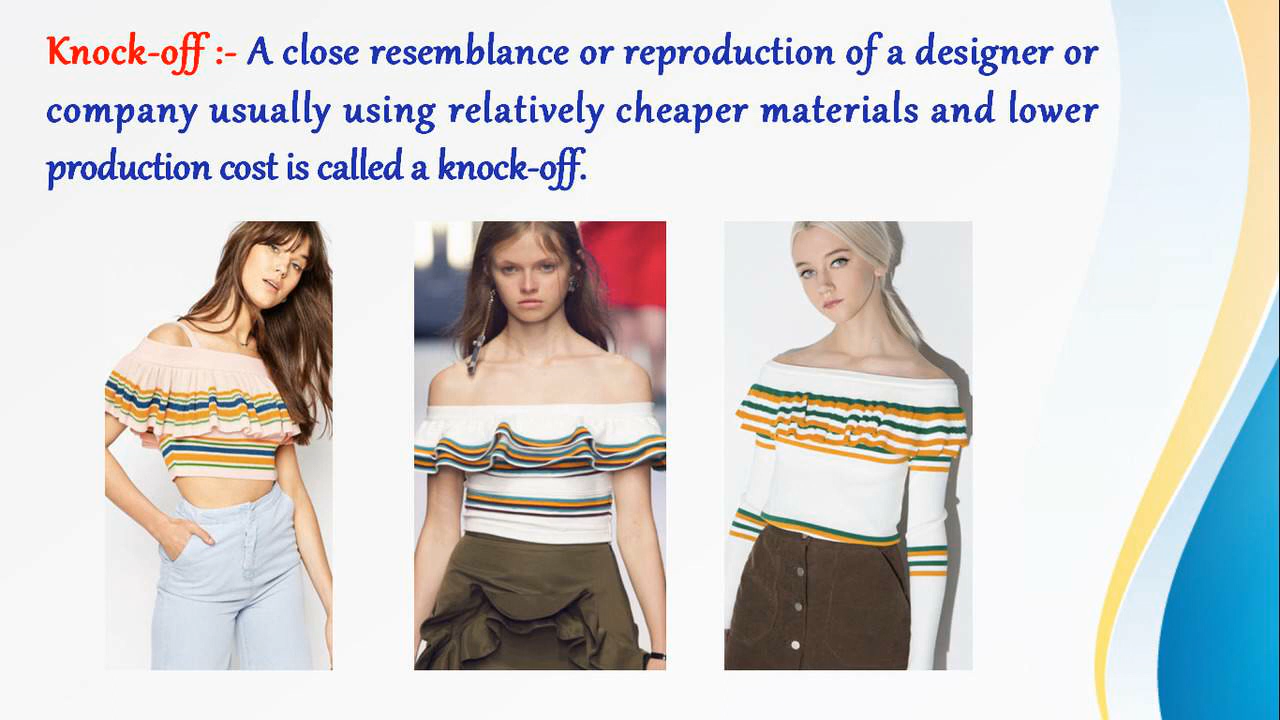 Knock-off :- A close resemblance or reproduction of a designer or
company usually using relatively cheaper materials and lower
production cost is called a knock-off.